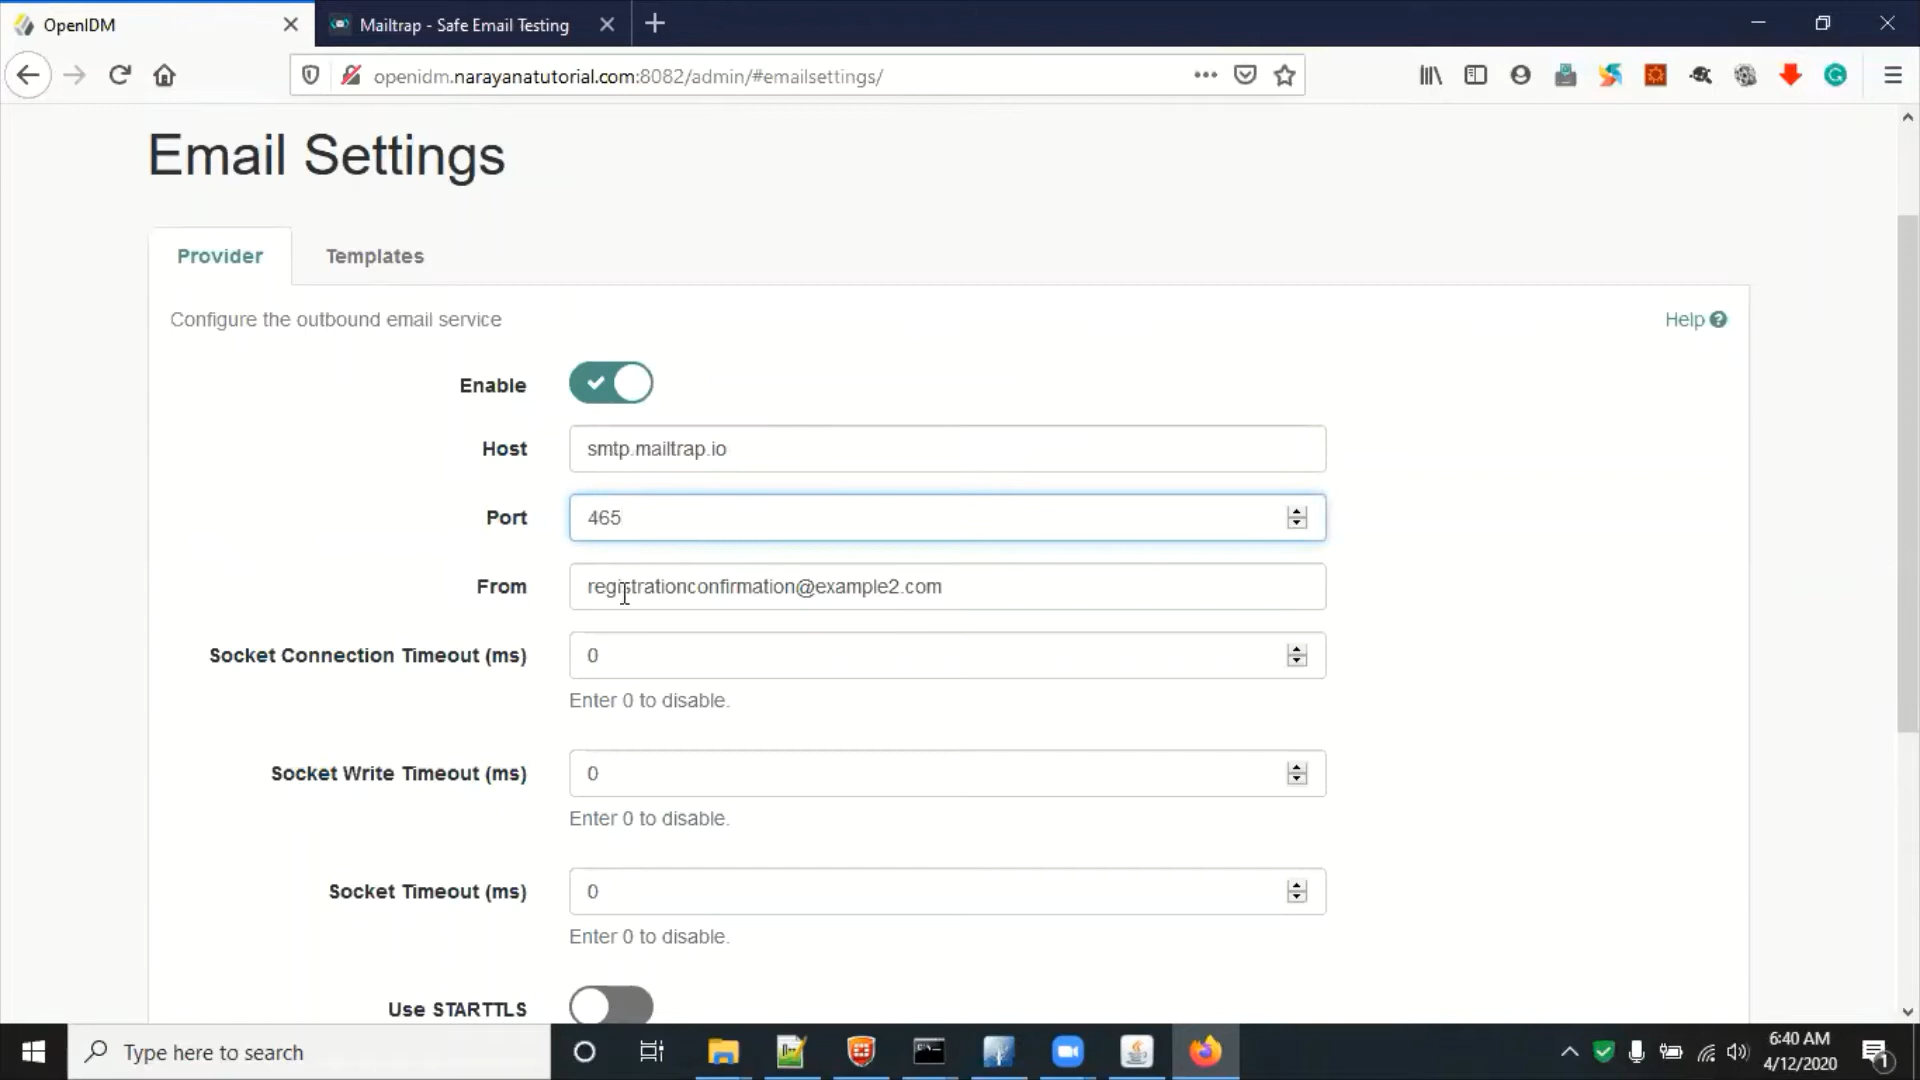 OpenIDM
Mailtrap - Safe Email Testing
openidm.narayanatutorial.com:8082/admin/#emailsettings/
Email Settings
Provider
Templates
Configure the outbound email service
Help
Enable
Host
smtp.mailtrap.io
Port
465
From
registrationconfirmation@example2.com
Socket Connection Timeout (ms)
0
Enter 0 to disable.
Socket Write Timeout (ms)
0
Enter 0 to disable.
Socket Timeout (ms)
0
Enter 0 to disable.
Use STARTTLS
Type here to search
6:40 AM
4/12/2020
1